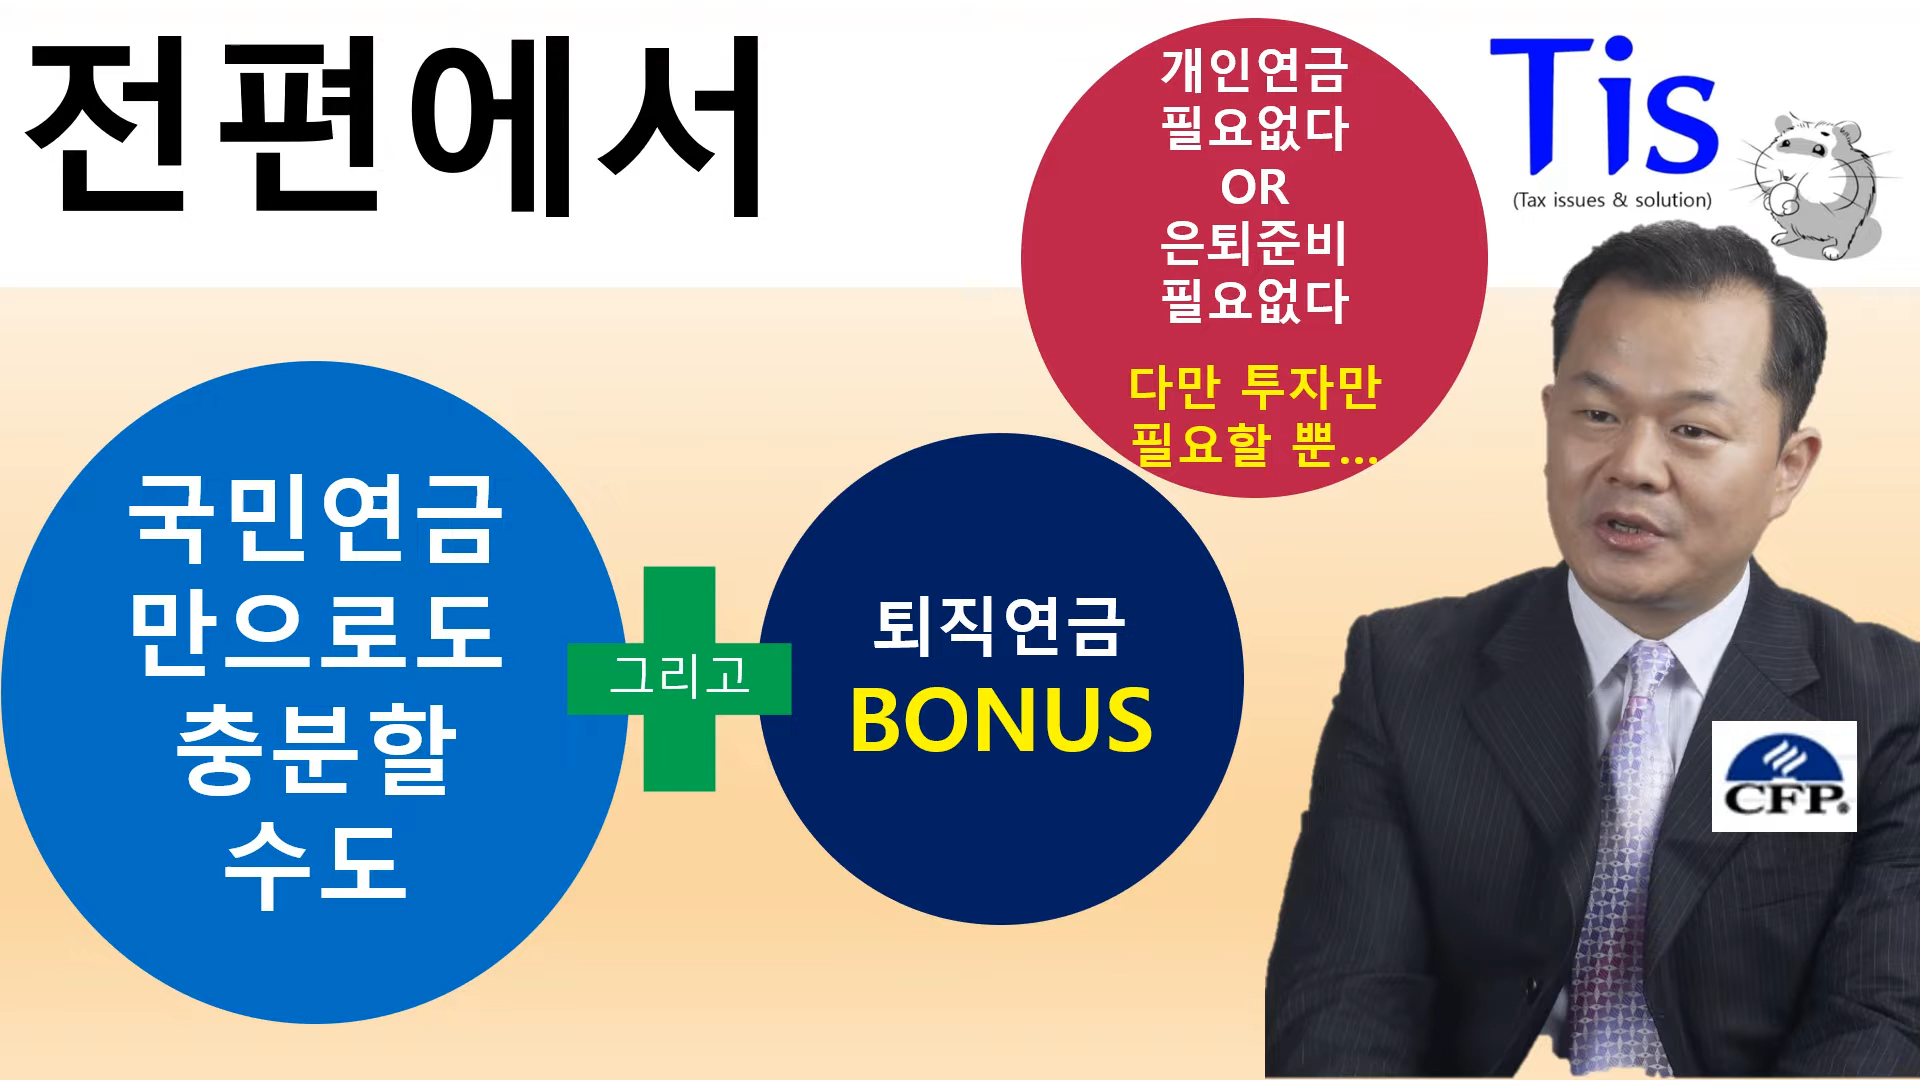 전편에서
개인연금
필요없다
OR
은퇴준비
필요없다
다만 투자만
필요할 뿐...
Tis
(Tax issues & solution)
국민연금
만으로도
충분할
수도
그리고
퇴직연금
BONUS
CFP®